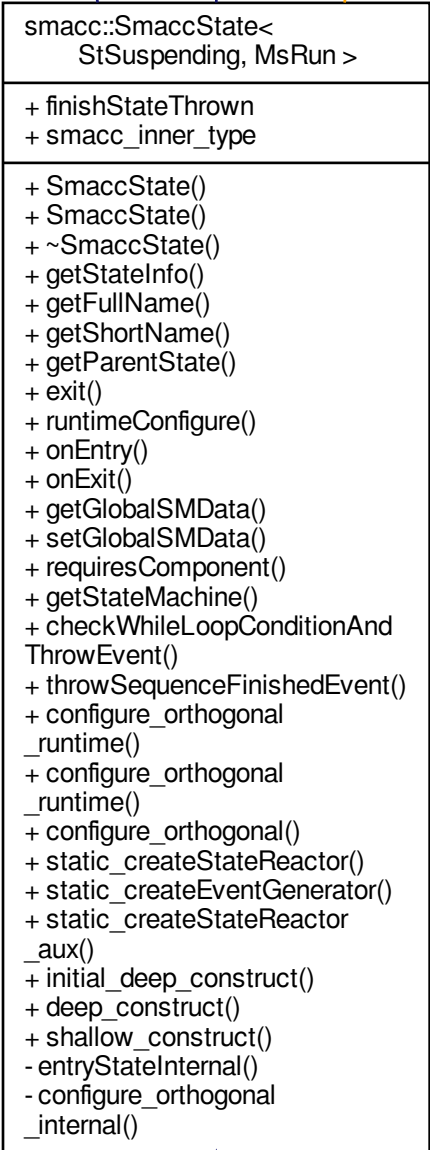 smacc::SmaccState<
StSuspending, MsRun >
+ finishStateThrown
+ smacc_inner_type
+ SmaccState()
+ SmaccState()
+ ~SmaccState()
+ getStateInfo()
+ getFullName()
+ getShortName()
+ getParentState()
+ exit()
+ runtimeConfigure()
+ onEntry()
+ onExit()
+ getGlobalSMData()
+ setGlobalSMData()
+ requiresComponent()
+ getStateMachine()
+ checkWhileLoopConditionAnd
ThrowEvent()
+ throwSequenceFinishedEvent()
+ configure_orthogonal
_runtime()
+ configure_orthogonal
_runtime()
+ configure_orthogonal()
+ static_createStateReactor()
+ static_createEventGenerator()
+ static_createStateReactor
_aux()
+ initial_deep_construct()
+ deep_construct()
+ shallow_construct()
- entryStateInternal()
- configure_orthogonal
_internal()